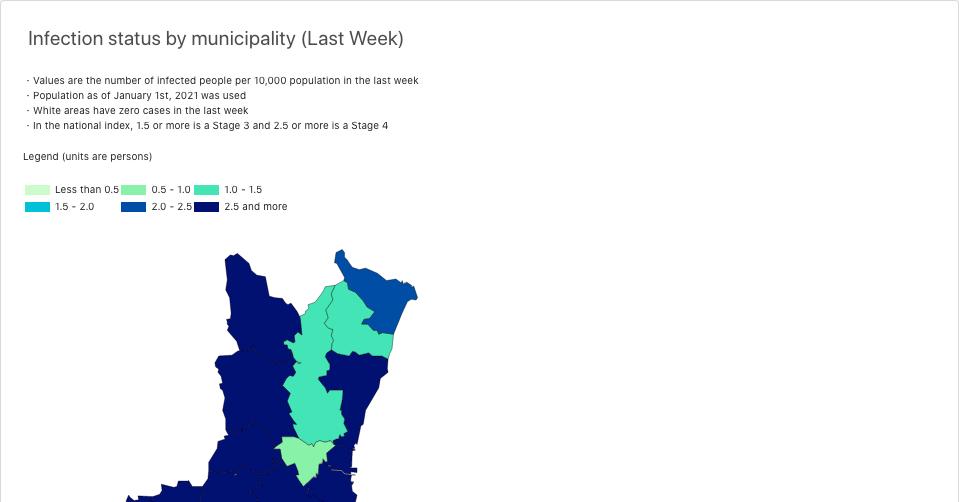 Infection status by municipality (Last Week)
· Values are the number of infected people per 10,000 population in the last week
· Population as of January 1st, 2021 was used
· White areas have zero cases in the last week
· In the national index, 1.5 or more is a Stage 3 and 2.5 or more is a Stage 4
Legend (units are persons)
Less than 0.5 0.5 - 1.0 1.0 - 1.5
1.5 - 2.0 2.0 - 2.5 2.5 and more